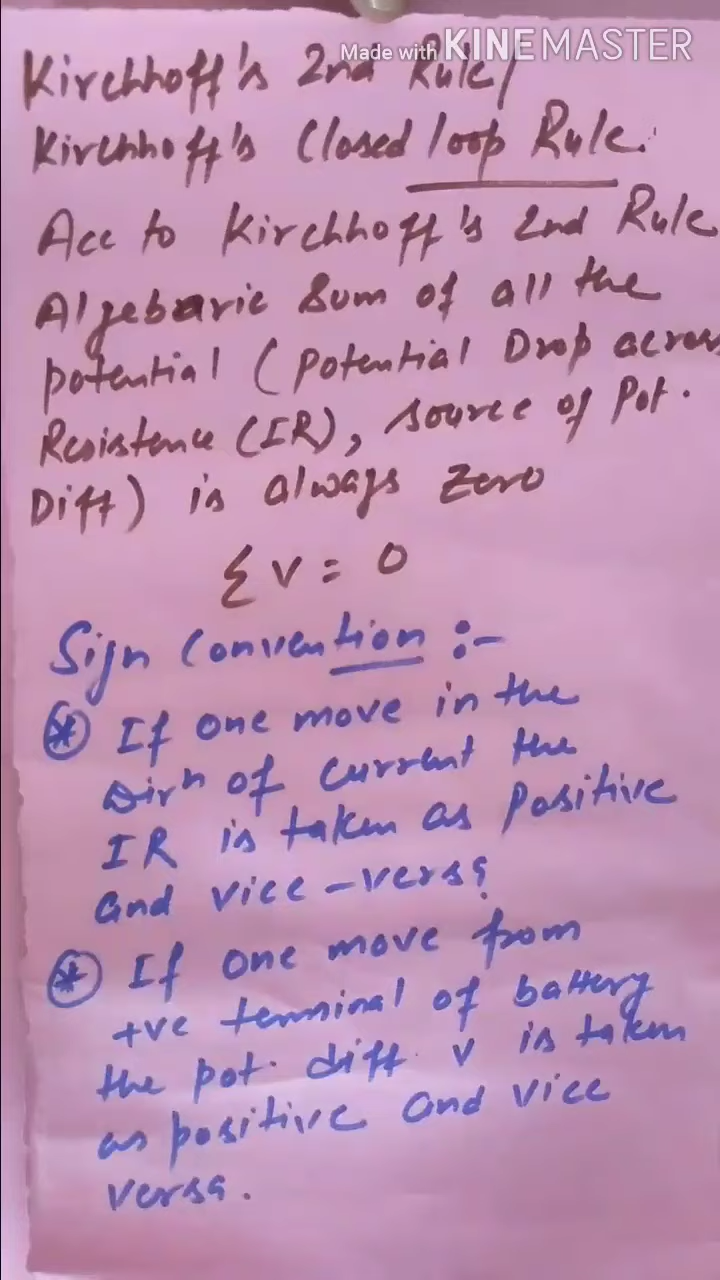 Made with KINEMASTER
Kirchhoff's 2nd Rule/
Kirchhoff's Closed loop Rule.
Acc to Kirchhoff's 2nd Rule
Algebaric Sum of all the
potential (Potential Drop across
Resistence (IR), source of Pot.
Diff) is always Zero
Σ V = 0
Sign Convention :-
* If one move in the
Dirn of current the
IR is taken as Positive
and vice-versa
* If one move from
+ve terminal of battery
the pot. diff. V is taken
as positive and vice
versa.